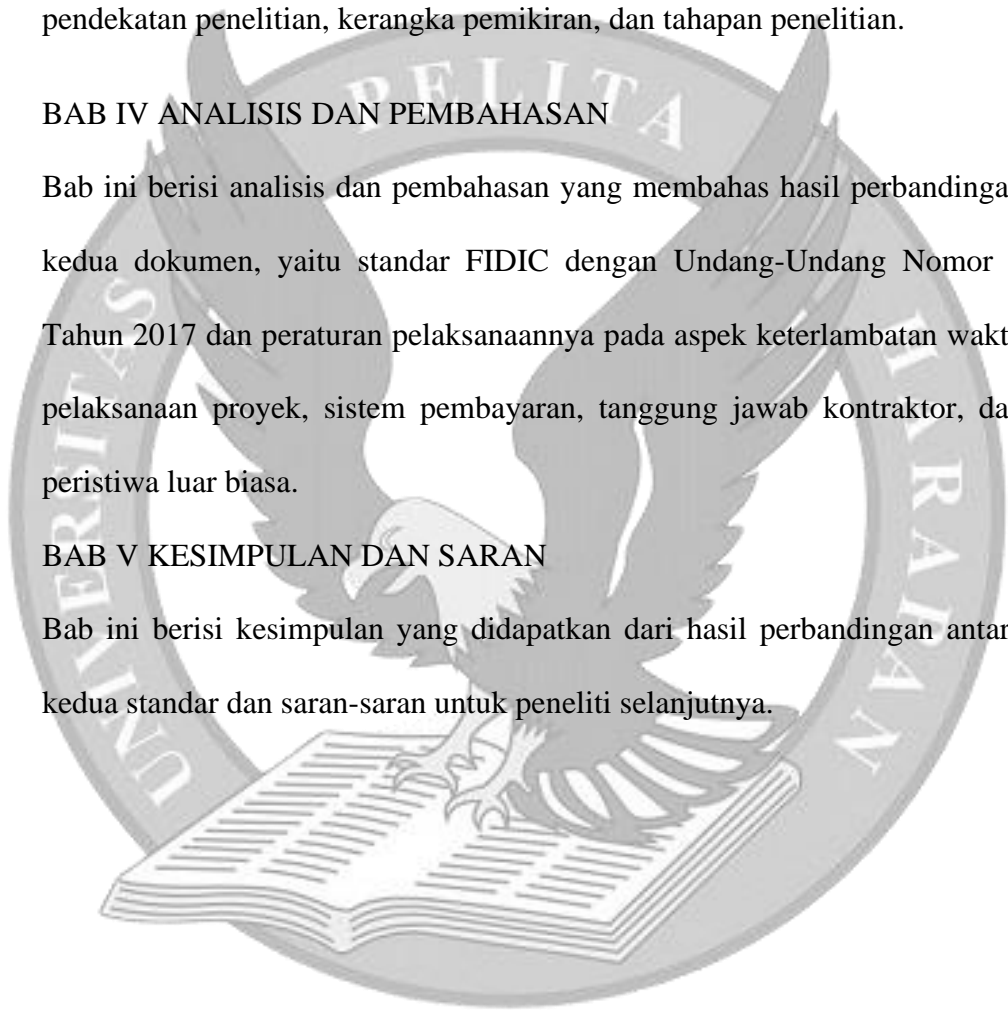 pendekatan penelitian, kerangka pemikiran, dan tahapan penelitian.
BAB IV ANALISIS DAN PEMBAHASAN
Bab ini berisi analisis dan pembahasan yang membahas hasil perbandinga
kedua dokumen, yaitu standar FIDIC dengan Undang-Undang Nomor
Tahun 2017 dan peraturan pelaksanaannya pada aspek keterlambatan wakt
pelaksanaan proyek, sistem pembayaran, tanggung jawab kontraktor, da
peristiwa luar biasa.
BAB V KESIMPULAN DAN SARAN
Bab ini berisi kesimpulan yang didapatkan dari hasil perbandingan antar
kedua standar dan saran-saran untuk peneliti selanjutnya.
UNIVERSITAS PELITA HARAPAN